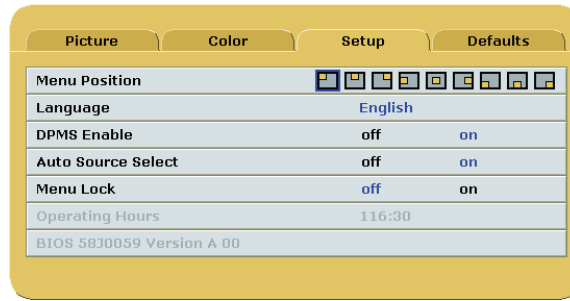 Picture Color Setup Defaults
Menu Position
Language English
DPMS Enable off on
Auto Source Select off on
Menu Lock off on
Operating Hours 116:30
BIOS 58J0059 Version A 00